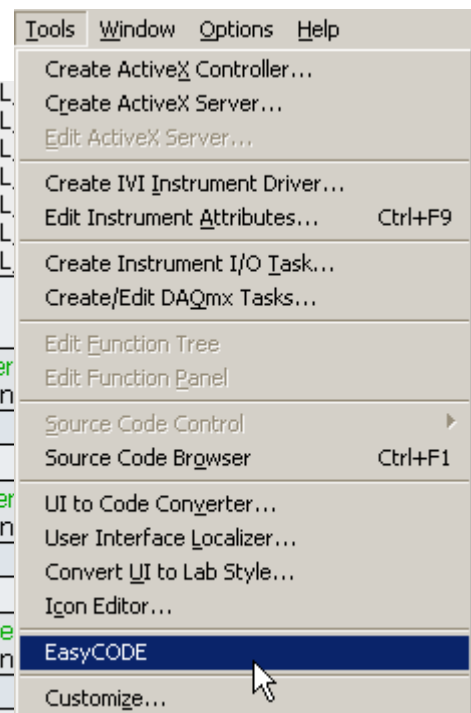 Tools Window Options Help
Create ActiveX Controller...
Create ActiveX Server...
Edit ActiveX Server...
Create IVI Instrument Driver...
Edit Instrument Attributes... Ctrl+F9
Create Instrument I/O Task...
Create/Edit DAQmx Tasks...
Edit Function Tree
Edit Function Panel
Source Code Control
Source Code Browser Ctrl+F1
UI to Code Converter...
User Interface Localizer...
Convert UI to Lab Style...
Icon Editor...
EasyCODE
Customize...